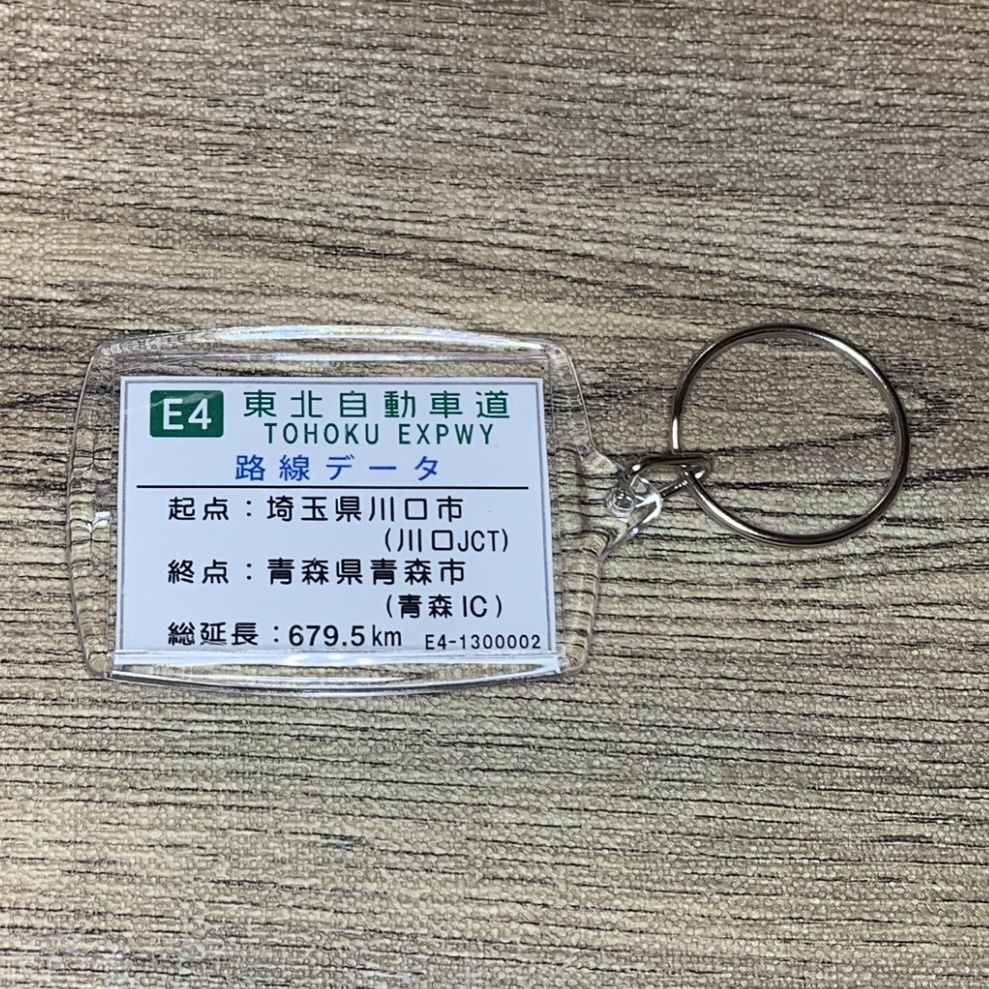 E4 東北自動車道
TOHOKU EXPWY
路線データ
起点：埼玉県川口市
(川口JCT)
終点：青森県青森市
(青森IC)
総延長：679.5km E4-1300002